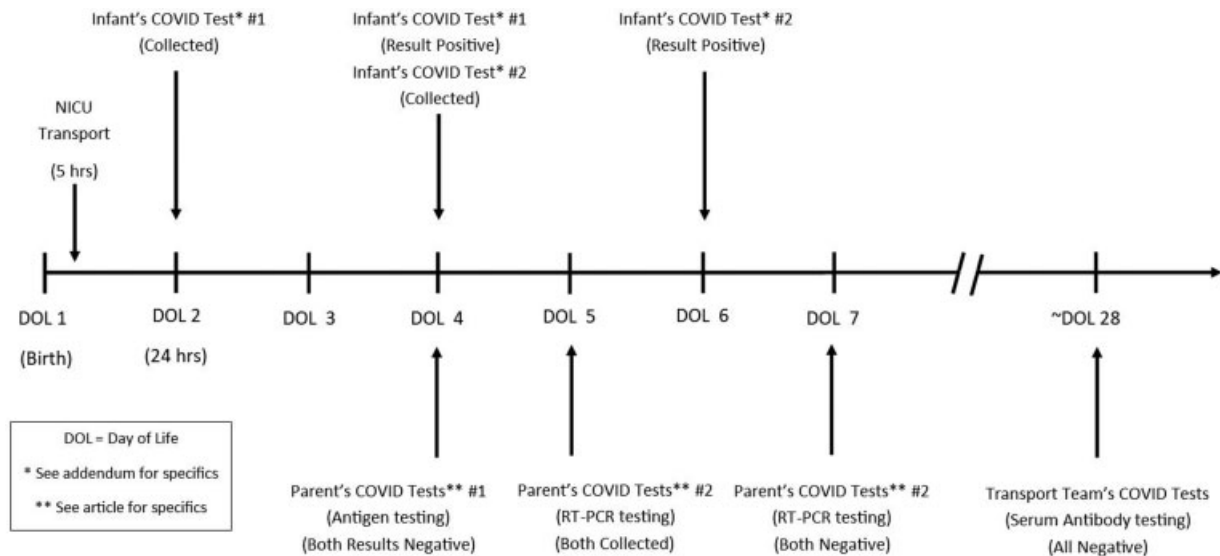 Infant's COVID Test* #1
(Collected)
Infant's COVID Test* #1
(Result Positive)
Infant's COVID Test* #2
(Collected)
Infant's COVID Test* #2
(Result Positive)
NICU
Transport
(5 hrs)
DOL 1
(Birth)
DOL 2
(24 hrs)
DOL 3
DOL 4
DOL 5
DOL 6
DOL 7
~DOL 28
DOL = Day of Life
* See addendum for specifics
** See article for specifics
Parent's COVID Tests** #1
(Antigen testing)
(Both Results Negative)
Parent's COVID Tests** #2
(RT-PCR testing)
(Both Collected)
Parent's COVID Tests** #2
(RT-PCR testing)
(Both Negative)
Transport Team's COVID Tests
(Serum Antibody testing)
(All Negative)